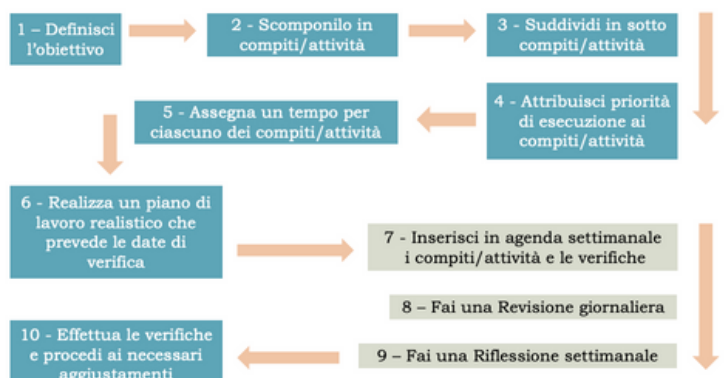 1 – Definisci
l'obiettivo
2 - Scomponilo in
compiti/attività
3 - Suddividi in sotto
compiti/attività
4 - Attribuisci priorità
di esecuzione ai
compiti/attività
5 - Assegna un tempo per
ciascuno dei compiti/attività
6 - Realizza un piano di
lavoro realistico che
prevede le date di
verifica
7 - Inserisci in agenda settimanale
i compiti/attività e le verifiche
8 – Fai una Revisione giornaliera
9 – Fai una Riflessione settimanale
10 - Effettua le verifiche
e procedi ai necessari
aggiustamenti